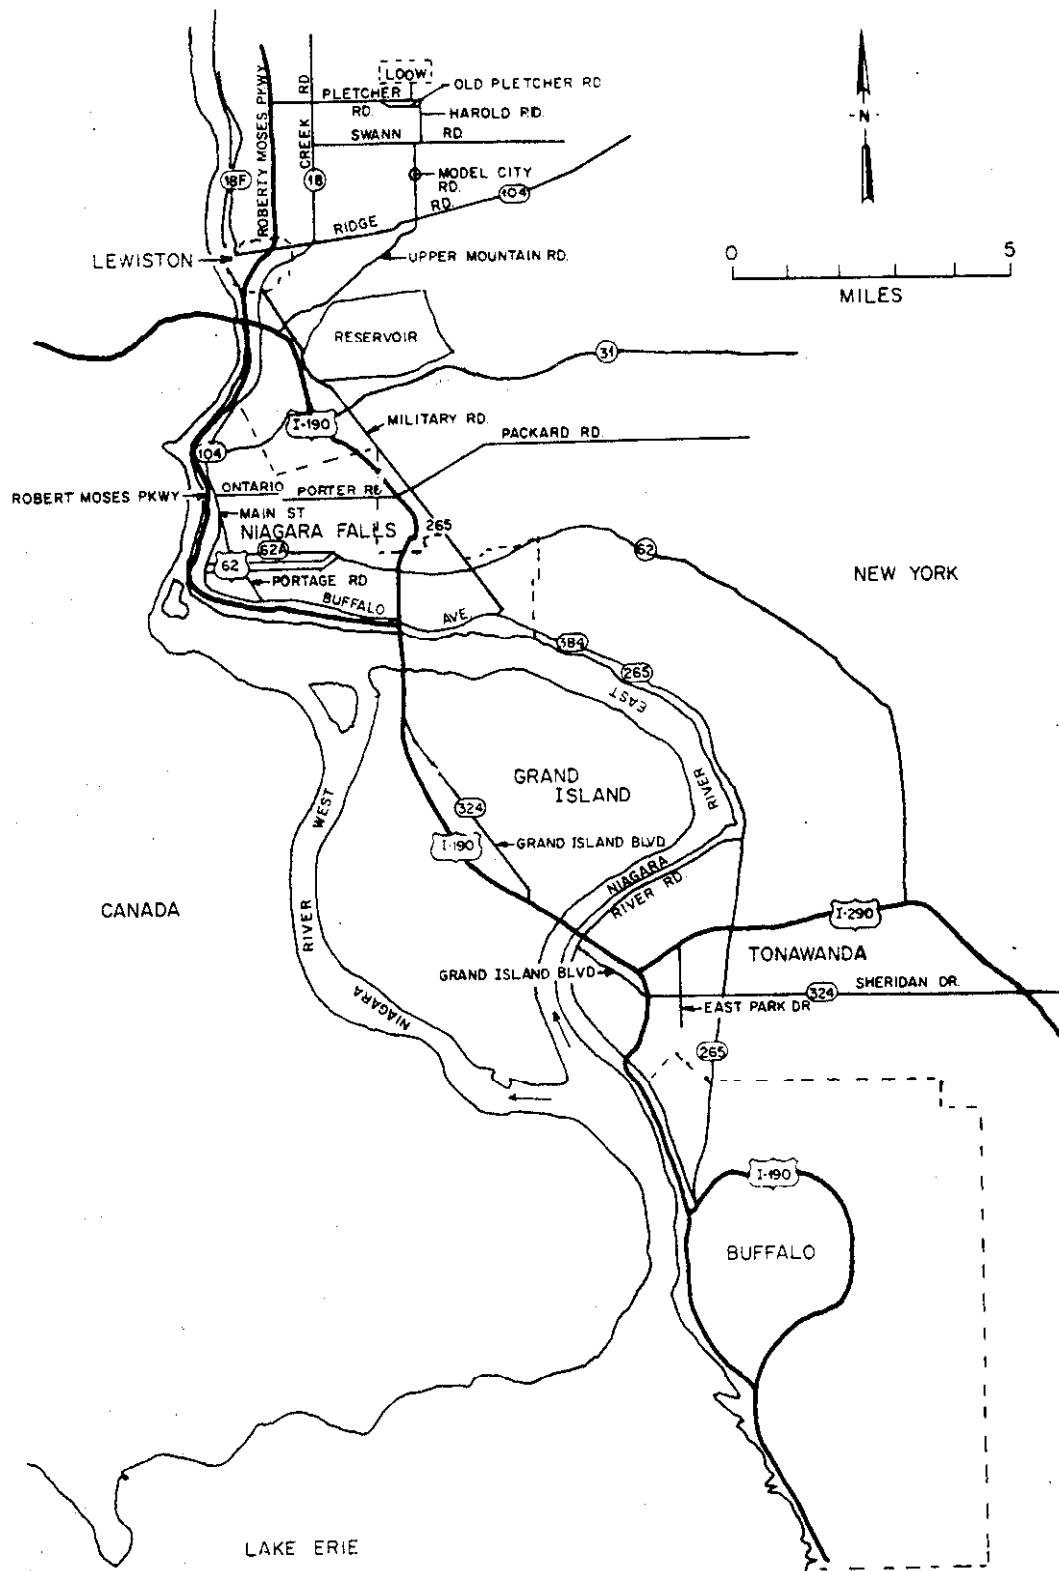 LOOW
OLD PLETCHER RD
PLETCHER
RD.
HAROLD RD.
SWANN RD
ROBERTY MOSES PKWY
CREEK RD
18F
18
MODEL CITY
RD.
104
RIDGE RD.
N
LEWISTON
UPPER MOUNTAIN RD.
0 5
MILES
RESERVOIR
31
I-190
MILITARY RD.
PACKARD RD.
104
ROBERT MOSES PKWY
ONTARIO
PORTER RD
MAIN ST
NIAGARA FALLS
265
62A
62
62
PORTAGE RD
NEW YORK
BUFFALO AVE.
384
265
EAST
RIVER
GRAND
ISLAND
WEST
RIVER
NIAGARA
324
I-190
GRAND ISLAND BLVD
NIAGARA
RIVER RD.
CANADA
I-290
TONAWANDA
GRAND ISLAND BLVD
SHERIDAN DR.
324
EAST PARK DR
265
I-190
BUFFALO
LAKE ERIE